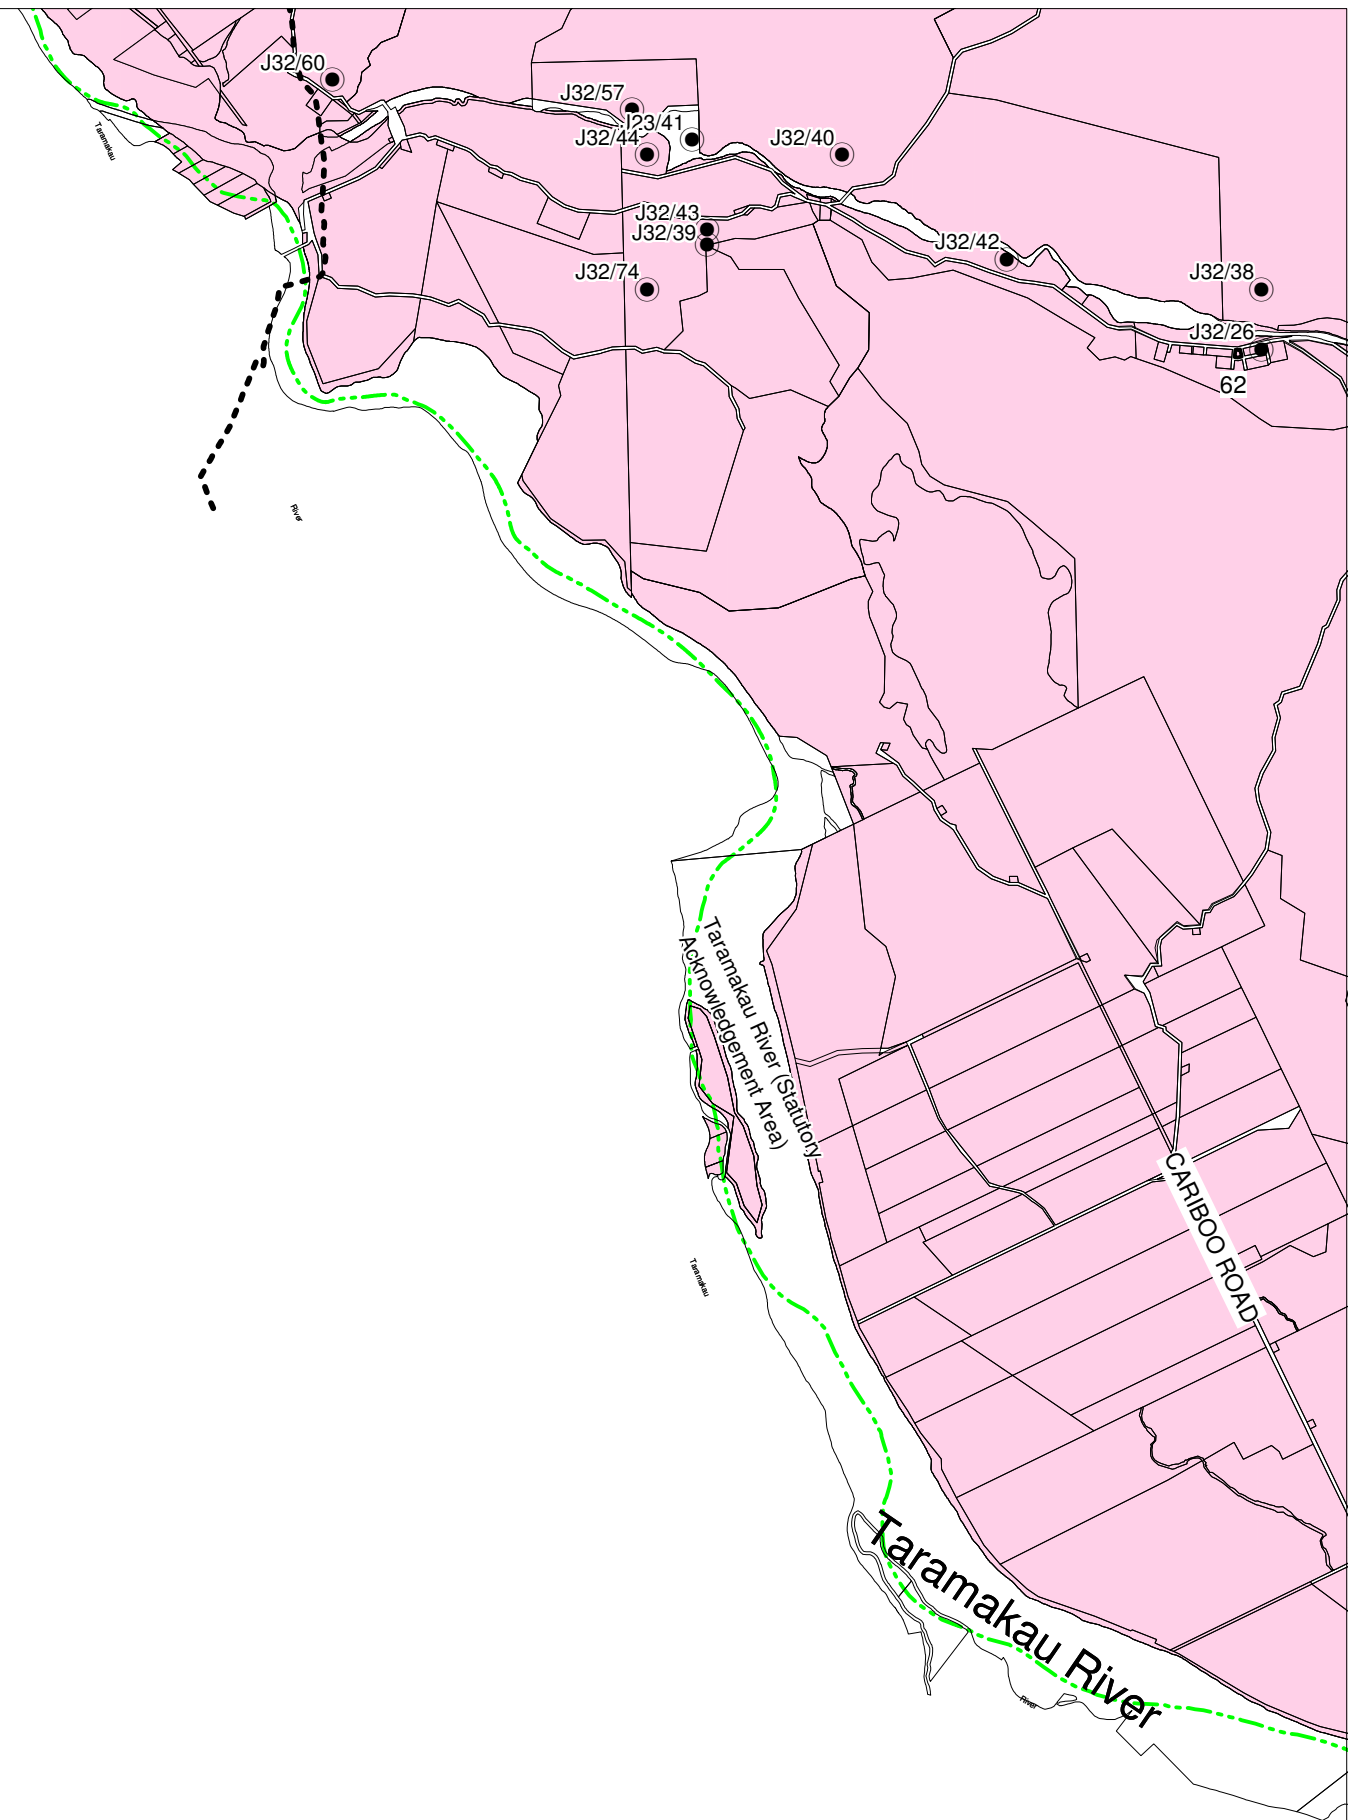 J32/60
J32/57
J23/41
J32/44
J32/40
Taramakau
J32/43
J32/39
J32/42
J32/74
J32/38
J32/26
62
River
Taramakau River (Statutory
Acknowledgement Area)
CARIBOO ROAD
Taramakau
Taramakau River
River